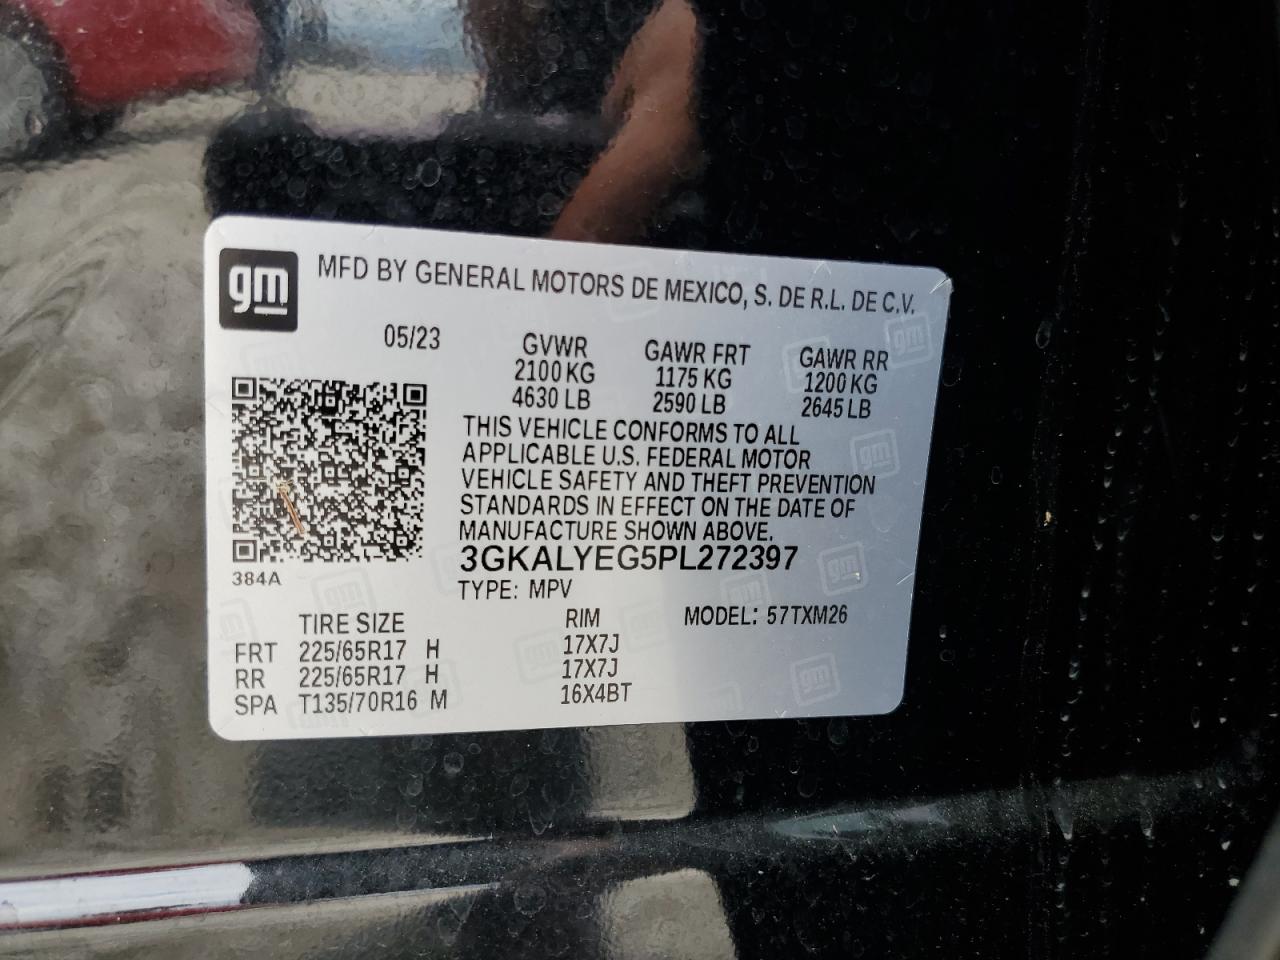 gm
MFD BY GENERAL MOTORS DE MEXICO, S. DE R.L. DE C.V.
05/23 GVWR GAWR FRT GAWR RR
2100 KG 1175 KG 1200 KG
4630 LB 2590 LB 2645 LB
THIS VEHICLE CONFORMS TO ALL
APPLICABLE U.S. FEDERAL MOTOR
VEHICLE SAFETY AND THEFT PREVENTION
STANDARDS IN EFFECT ON THE DATE OF
MANUFACTURE SHOWN ABOVE.
3GKALYEG5PL272397
384A
TYPE: MPV
TIRE SIZE RIM MODEL: 57TXM26
FRT 225/65R17 H 17X7J
RR 225/65R17 H 17X7J
SPA T135/70R16 M 16X4BT